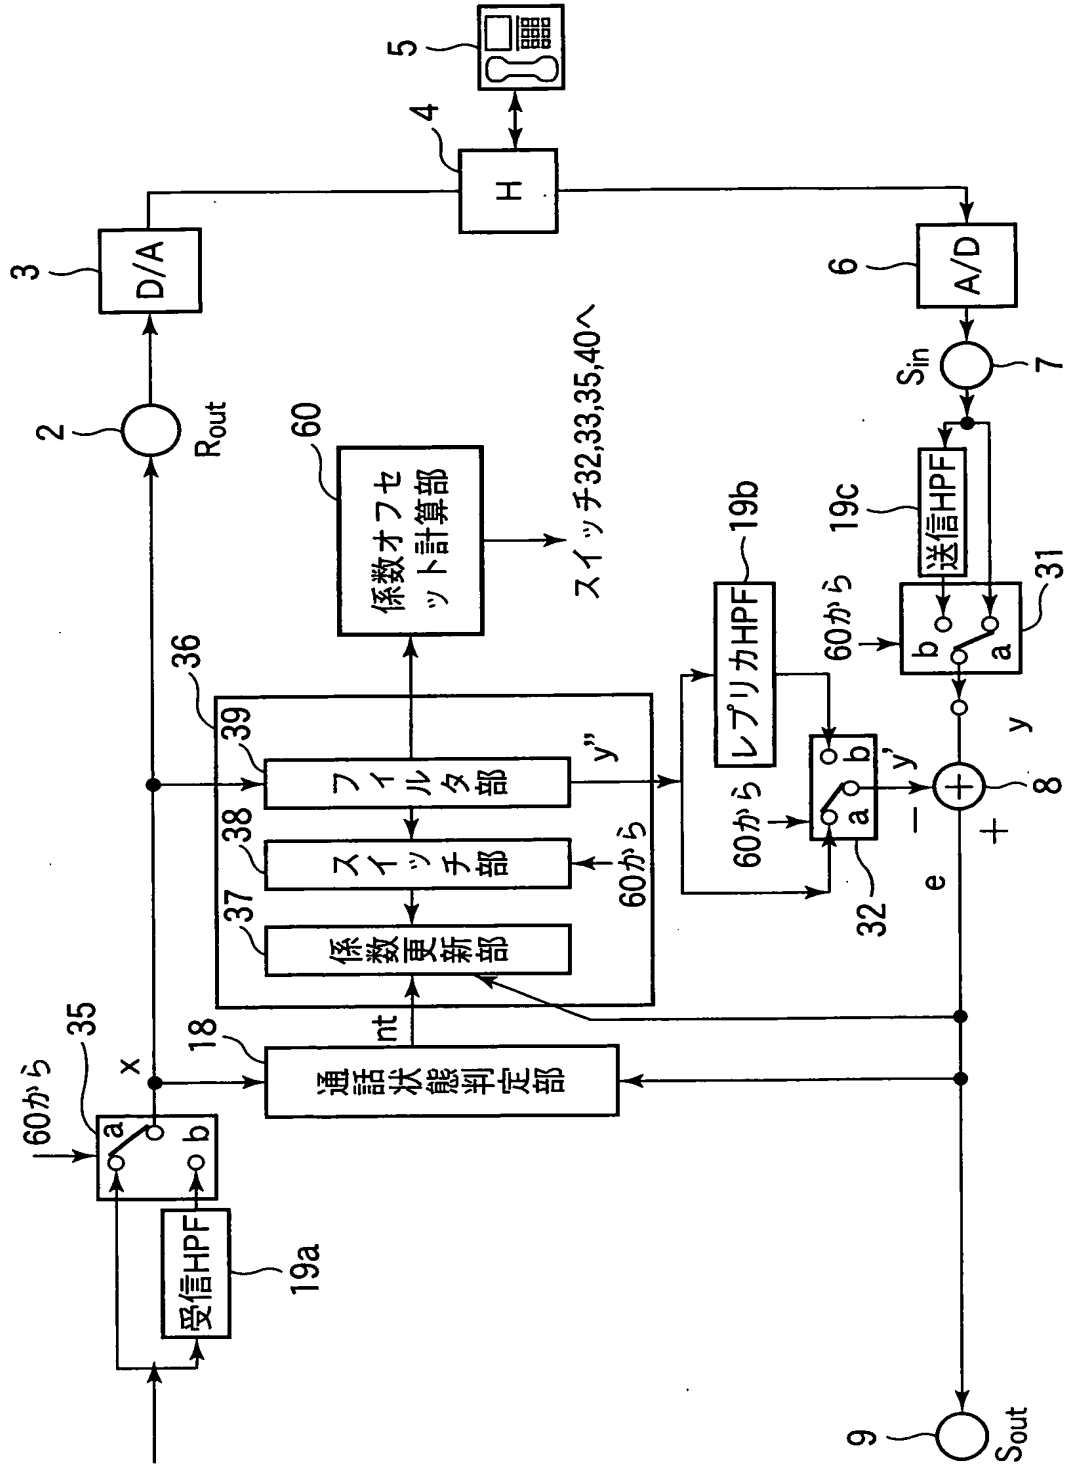 60から
35
a
b
受信HPF
19a
x
18
通話状態判定部
nt
36
37
係数更新部
38
スイッチ部
60から
39
フィルタ部
y”
60
係数オフセ
ット計算部
スイッチ32,33,35,40へ
2
Rout
3
D/A
4
H
5
6
A/D
Sin
7
19c
送信HPF
60から
31
b
a
19b
レプリカHPF
60から
32
a
b
y’
y
−
+
+
8
e
9
Sout